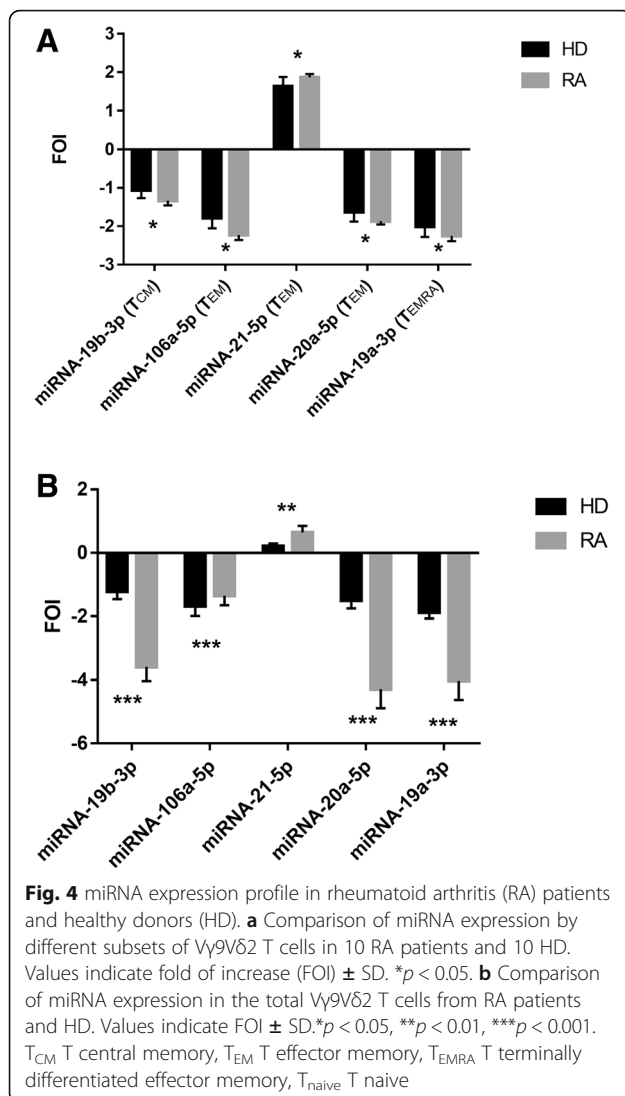 A
HD
RA
FOI
2
1
0
-1
-2
-3
*
*
*
*
*
miRNA-19b-3p (TCM)
miRNA-106a-5p (TEM)
miRNA-21-5p (TEM)
miRNA-20a-5p (TEM)
miRNA-19a-3p (TEMRA)
B
HD
RA
FOI
2
0
-2
-4
-6
***
***
**
***
***
miRNA-19b-3p
miRNA-106a-5p
miRNA-21-5p
miRNA-20a-5p
miRNA-19a-3p
Fig. 4 miRNA expression profile in rheumatoid arthritis (RA) patients
and healthy donors (HD). a Comparison of miRNA expression by
different subsets of Vγ9Vδ2 T cells in 10 RA patients and 10 HD.
Values indicate fold of increase (FOI) ± SD. *p < 0.05. b Comparison
of miRNA expression in the total Vγ9Vδ2 T cells from RA patients
and HD. Values indicate FOI ± SD.*p < 0.05, **p < 0.01, ***p < 0.001.
TCM T central memory, TEM T effector memory, TEMRA T terminally
differentiated effector memory, Tnaive T naive